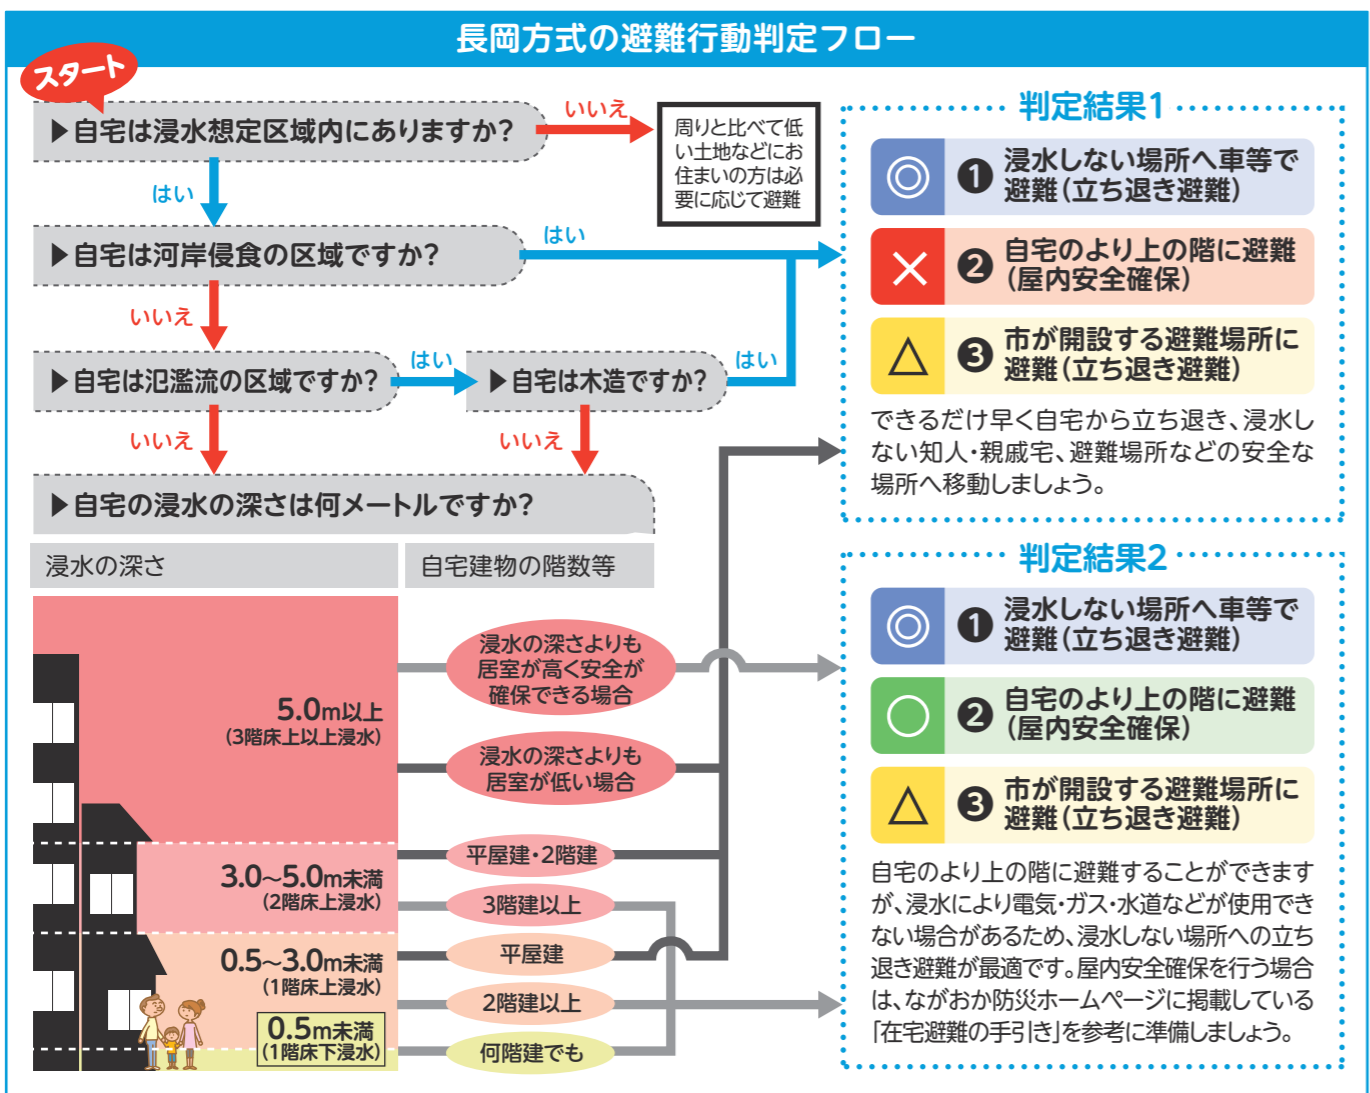 長岡方式の避難行動判定フロー
スタート
▶自宅は浸水想定区域内にありますか?
いいえ
周りと比べて低
い土地などにお
住まいの方は必
要に応じて避難
はい
▶自宅は河岸侵食の区域ですか?
はい
いいえ
▶自宅は氾濫流の区域ですか?
はい
▶自宅は木造ですか?
はい
いいえ
いいえ
▶自宅の浸水の深さは何メートルですか?
浸水の深さ
自宅建物の階数等
5.0m以上
(3階床上以上浸水)
浸水の深さよりも
居室が高く安全が
確保できる場合
浸水の深さよりも
居室が低い場合
3.0~5.0m未満
(2階床上浸水)
平屋建・2階建
3階建以上
0.5~3.0m未満
(1階床上浸水)
平屋建
2階建以上
0.5m未満
(1階床下浸水)
何階建でも
判定結果1
◎ ❶ 浸水しない場所へ車等で
避難(立ち退き避難)
× ❷ 自宅のより上の階に避難
(屋内安全確保)
△ ❸ 市が開設する避難場所に
避難(立ち退き避難)
できるだけ早く自宅から立ち退き、浸水し
ない知人・親戚宅、避難場所などの安全な
場所へ移動しましょう。
判定結果2
◎ ❶ 浸水しない場所へ車等で
避難(立ち退き避難)
○ ❷ 自宅のより上の階に避難
(屋内安全確保)
△ ❸ 市が開設する避難場所に
避難(立ち退き避難)
自宅のより上の階に避難することができます
が、浸水により電気・ガス・水道などが使用でき
ない場合があるため、浸水しない場所への立ち
退き避難が最適です。屋内安全確保を行う場合
は、ながおか防災ホームページに掲載している
「在宅避難の手引き」を参考に準備しましょう。